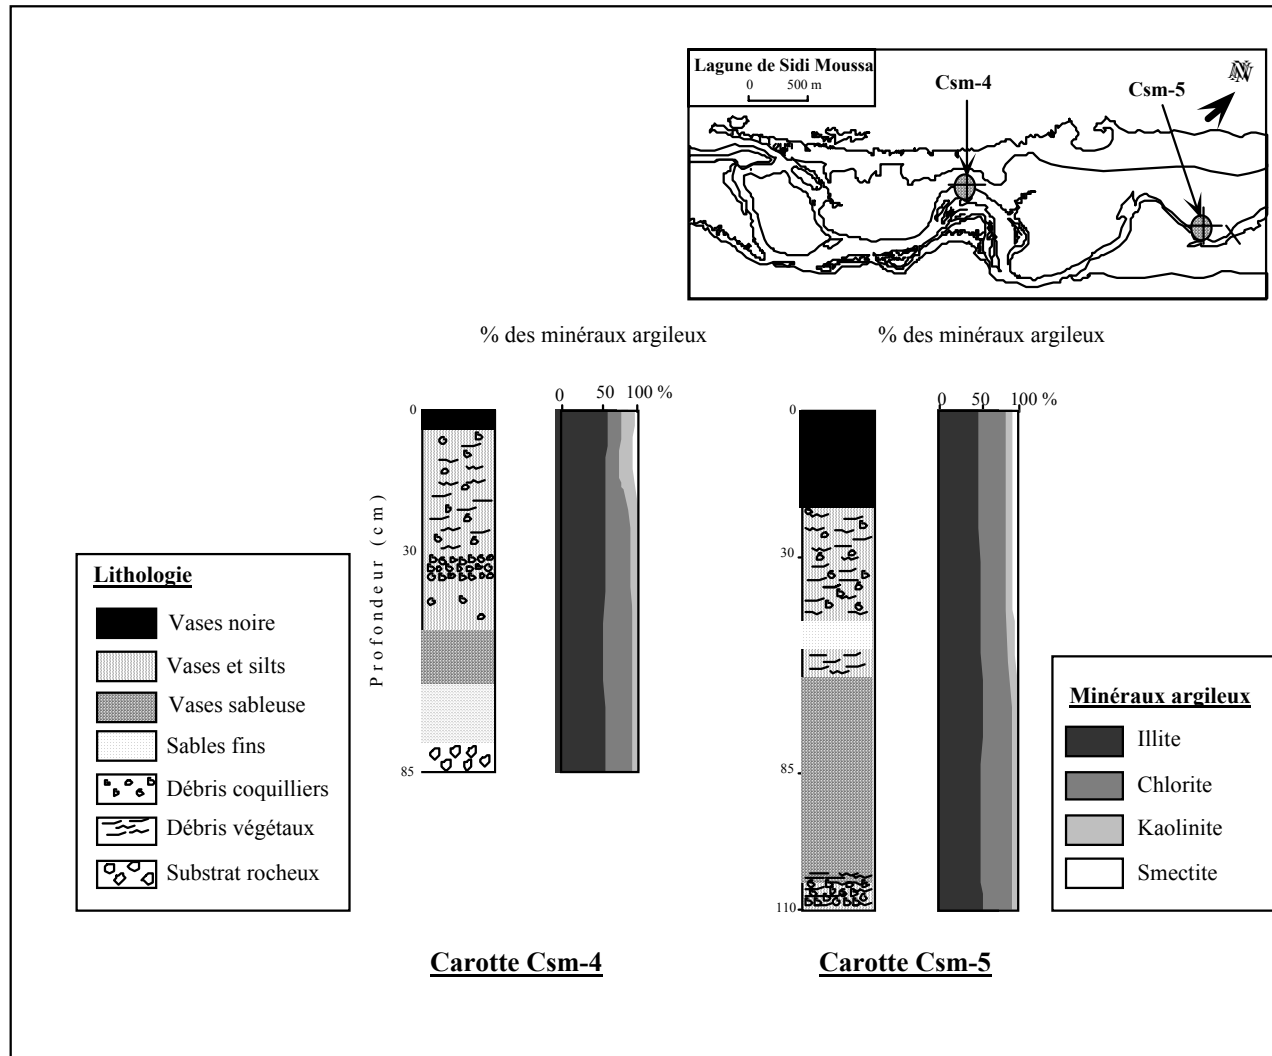 Lagune de Sidi Moussa
0 500 m
Csm-4
Csm-5
N
% des minéraux argileux
% des minéraux argileux
0 50 100 %
0 50 100 %
0
30
85
Profondeur (cm)
0
30
85
110
Lithologie
Vases noire
Vases et silts
Vases sableuse
Sables fins
Débris coquilliers
Débris végétaux
Substrat rocheux
Minéraux argileux
Illite
Chlorite
Kaolinite
Smectite
Carotte Csm-4
Carotte Csm-5